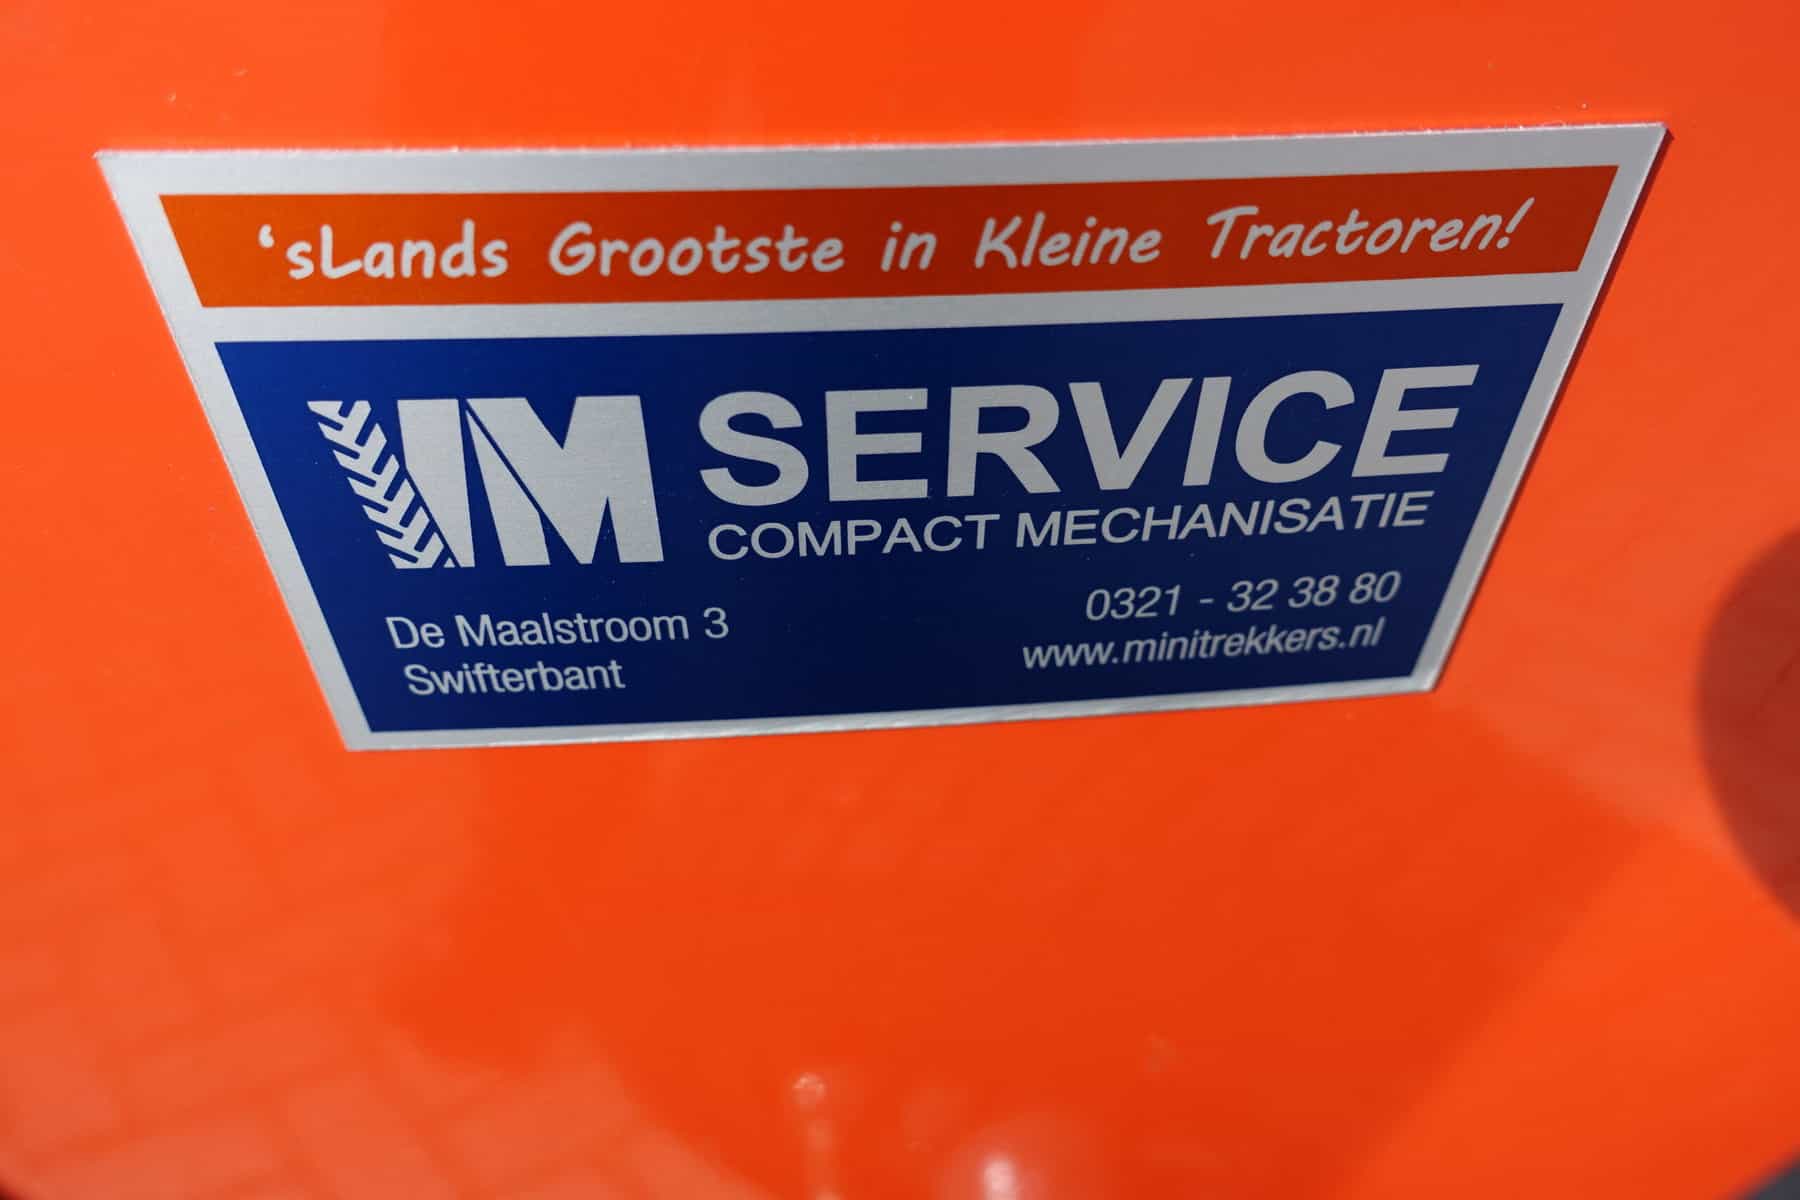 'sLands Grootste in Kleine Tractoren!
IM SERVICE
COMPACT MECHANISATIE
De Maalstroom 3
Swifterbant
0321 - 32 38 80
www.minitrekkers.nl